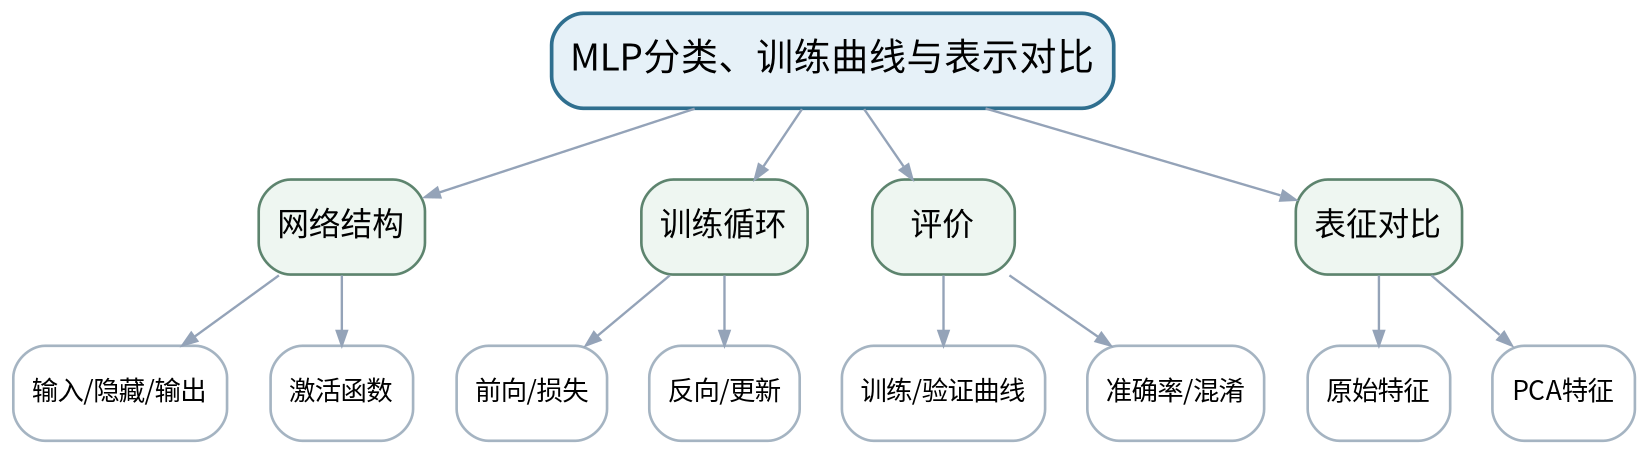 MLP分类、训练曲线与表示对比
网络结构
训练循环
评价
表征对比
输入/隐藏/输出
激活函数
前向/损失
反向/更新
训练/验证曲线
准确率/混淆
原始特征
PCA特征